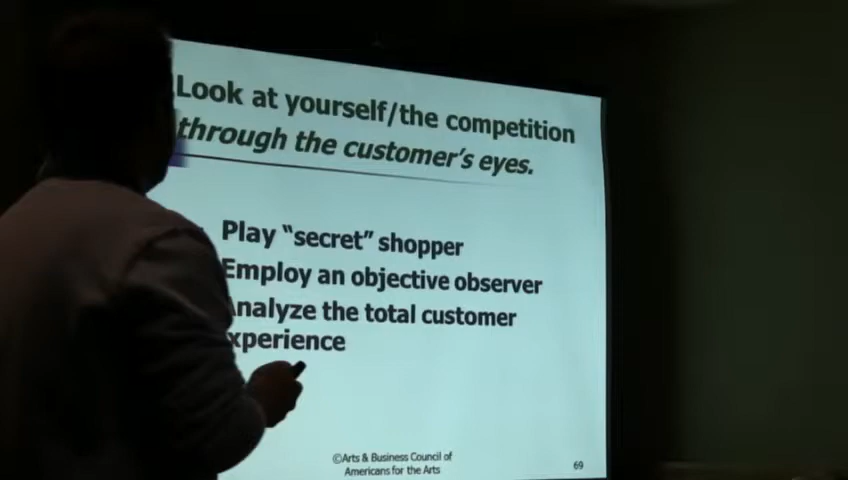 Look at yourself/the competition
through the customer's eyes.
Play “secret” shopper
Employ an objective observer
Analyze the total customer
xperience
©Arts & Business Council of
Americans for the Arts
69